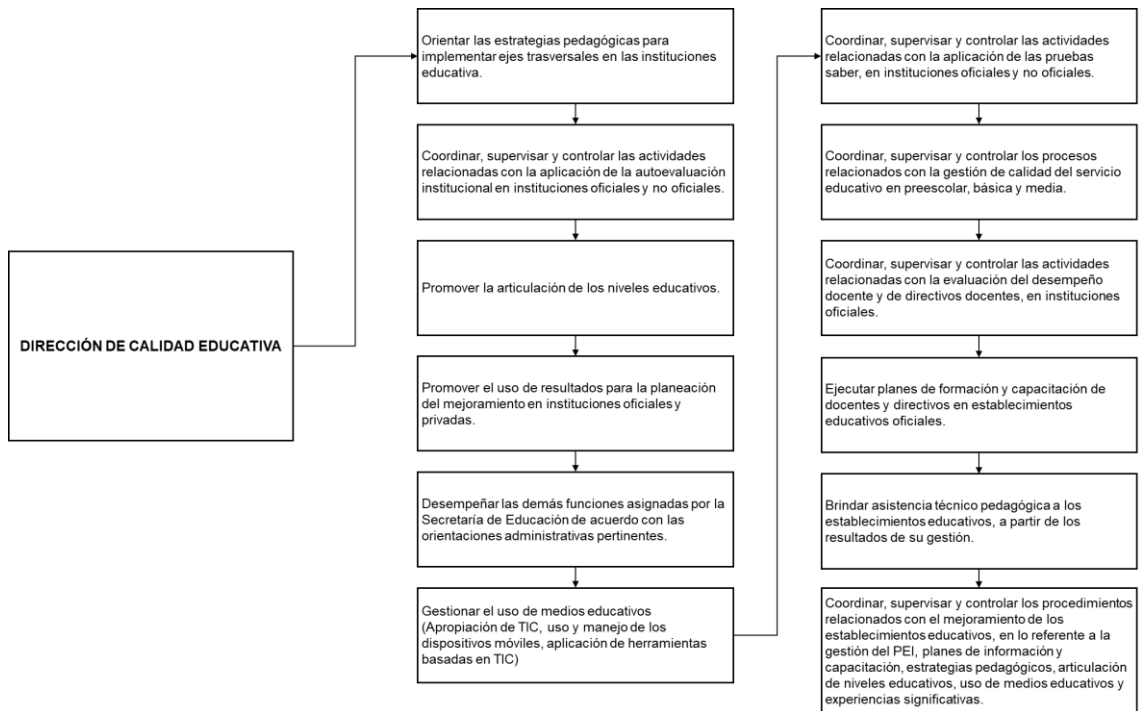 DIRECCIÓN DE CALIDAD EDUCATIVA
Orientar las estrategias pedagógicas para
implementar ejes trasversales en las instituciones
educativa.
Coordinar, supervisar y controlar las actividades
relacionadas con la aplicación de la autoevaluación
institucional en instituciones oficiales y no oficiales.
Promover la articulación de los niveles educativos.
Promover el uso de resultados para la planeación
del mejoramiento en instituciones oficiales y
privadas.
Desempeñar las demás funciones asignadas por la
Secretaría de Educación de acuerdo con las
orientaciones administrativas pertinentes.
Gestionar el uso de medios educativos
(Apropiación de TIC, uso y manejo de los
dispositivos móviles, aplicación de herramientas
basadas en TIC)
Coordinar, supervisar y controlar las actividades
relacionadas con la aplicación de las pruebas
saber, en instituciones oficiales y no oficiales.
Coordinar, supervisar y controlar los procesos
relacionados con la gestión de calidad del servicio
educativo en preescolar, básica y media.
Coordinar, supervisar y controlar las actividades
relacionadas con la evaluación del desempeño
docente y de directivos docentes, en instituciones
oficiales.
Ejecutar planes de formación y capacitación de
docentes y directivos en establecimientos
educativos oficiales.
Brindar asistencia técnico pedagógica a los
establecimientos educativos, a partir de los
resultados de su gestión.
Coordinar, supervisar y controlar los procedimientos
relacionados con el mejoramiento de los
establecimientos educativos, en lo referente a la
gestión del PEI, planes de información y
capacitación, estrategias pedagógicos, articulación
de niveles educativos, uso de medios educativos y
experiencias significativas.